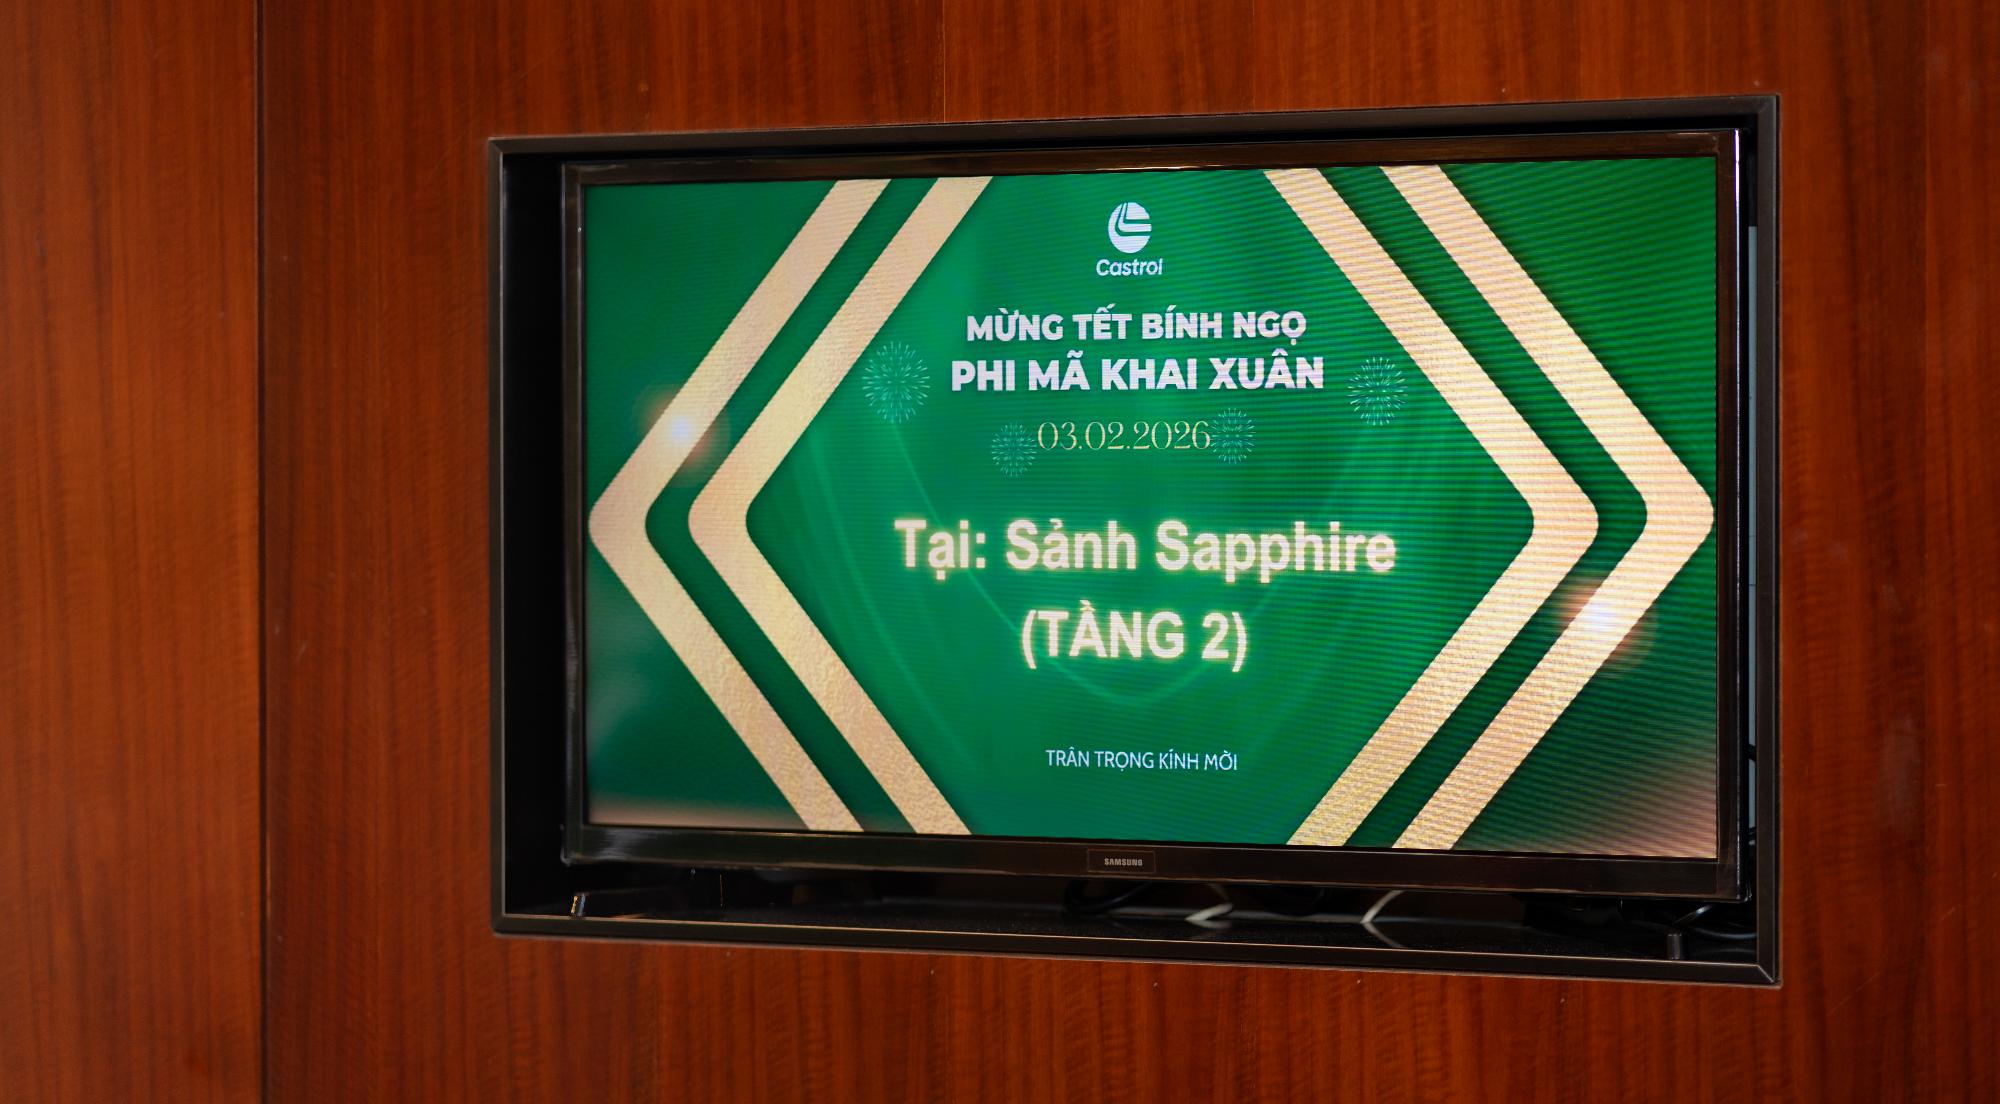 Castrol
MỪNG TẾT BÍNH NGỌ
PHI MÃ KHAI XUÂN
03.02.2026
Tại: Sảnh Sapphire
(TẦNG 2)
TRÂN TRỌNG KÍNH MỜI
SAMSUNG